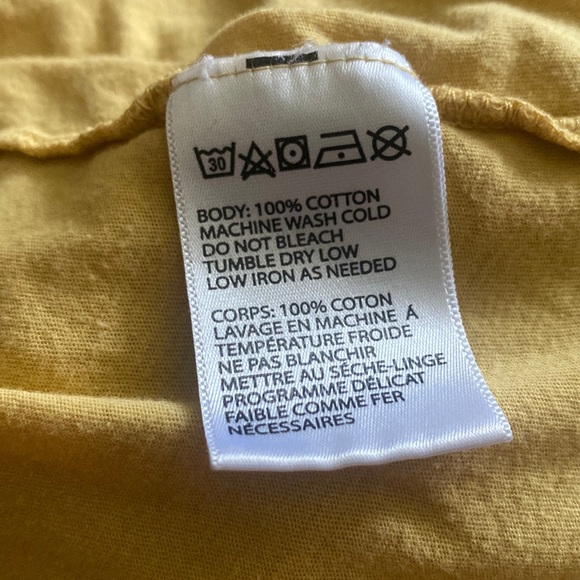 30
BODY: 100% COTTON
MACHINE WASH COLD
DO NOT BLEACH
TUMBLE DRY LOW
LOW IRON AS NEEDED
CORPS: 100% COTON
LAVAGE EN MACHINE Á
TEMPÉRATURE FROIDE
NE PAS BLANCHIR
METTRE AU SÉCHE-LINGE
PROGRAMME DÉLICAT
FAIBLE COMME FER
NÉCESSAIRES